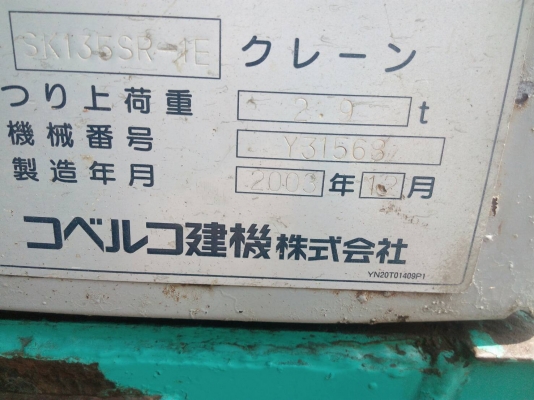 SK135SR-1E クレーン
つり上荷重 2.9 t
機械番号 Y31568
製造年月 2003 年 12 月
コベルコ建機株式会社
YN20T01409P1